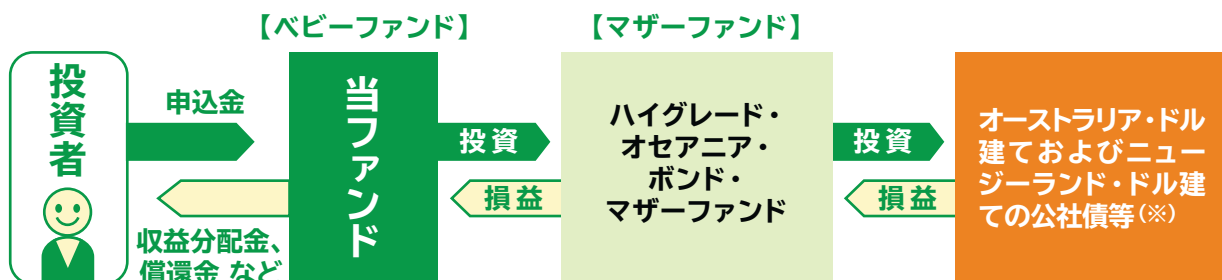 【ベビーファンド】
【マザーファンド】
投資者
申込金
収益分配金、
償還金 など
当ファンド
投資
損益
ハイグレード・
オセアニア・
ボンド・
マザーファンド
投資
損益
オーストラリア・ドル
建ておよびニュー
ジーランド・ドル建
ての公社債等(※)